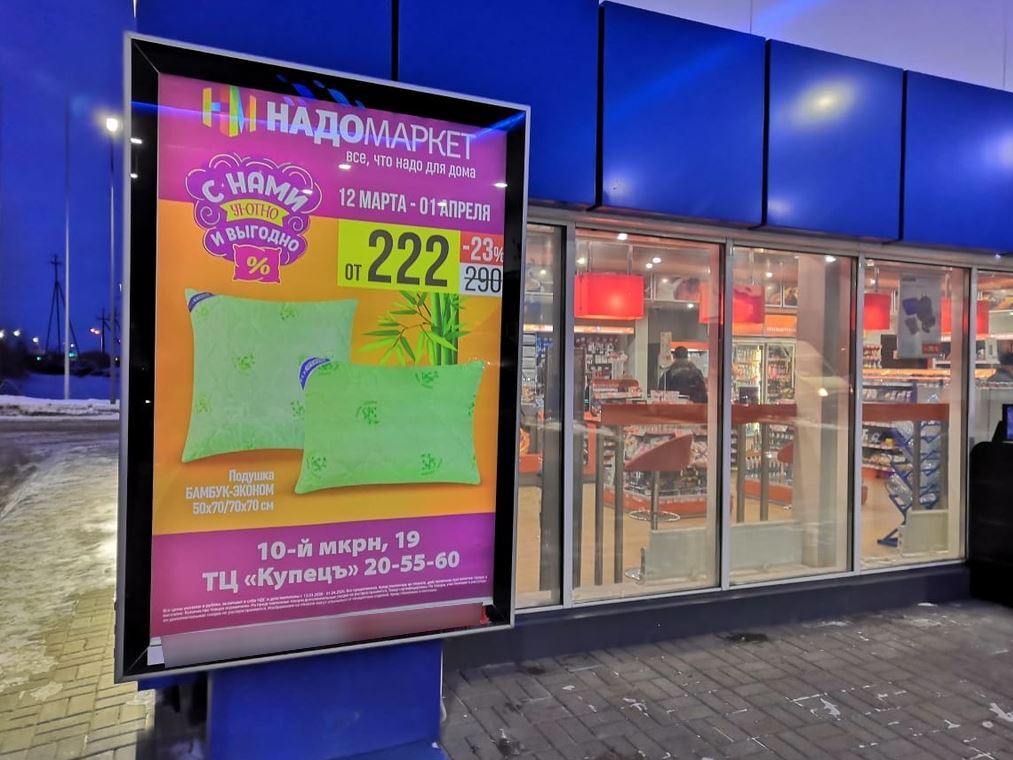 НАДОМАРКЕТ
все, что надо для дома
С НАМИ
УЮТНО
И ВЫГОДНО
%
12 МАРТА - 01 АПРЕЛЯ
ОТ 222
-23%
290
Подушка
БАМБУК-ЭКОНОМ
50х70/70х70 см
10-й мкрн, 19
ТЦ «Купецъ» 20-55-60